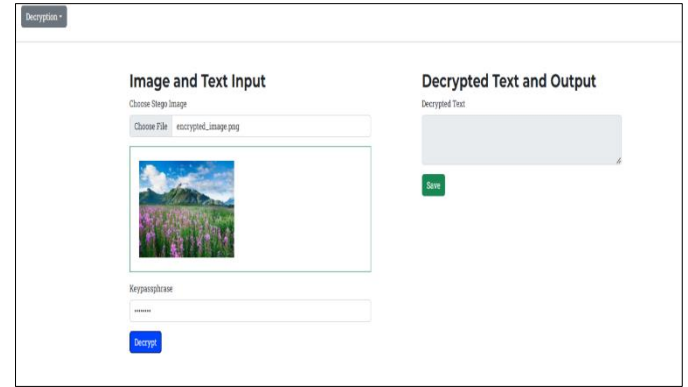 Decryption
Image and Text Input
Choose Stego Image
Choose File encrypted_image.png
Keypassphrase
........
Decrypt
Decrypted Text and Output
Decrypted Text
Save